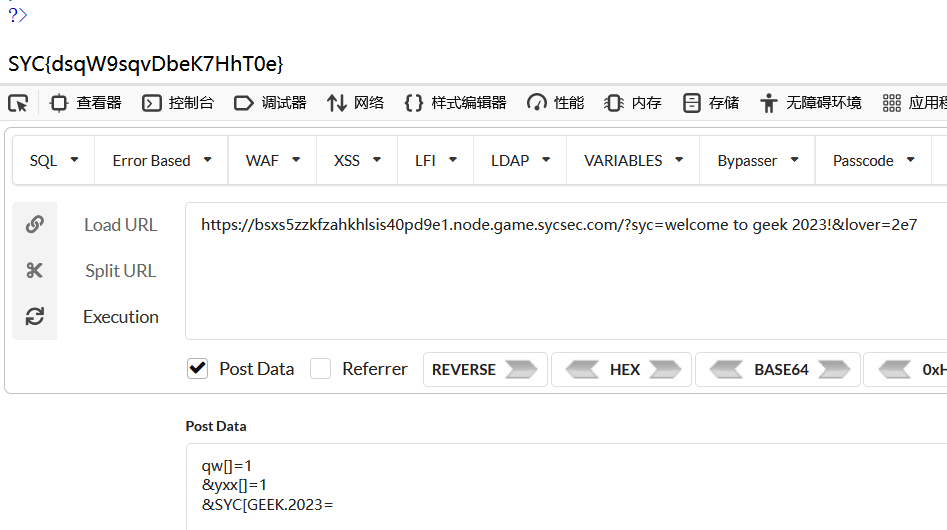 ?>
SYC{dsqW9sqvDbeK7HhT0e}
查看器 控制台 调试器 网络 {} 样式编辑器 性能 内存 存储 无障碍环境 应用程
SQL Error Based WAF XSS LFI LDAP VARIABLES Bypasser Passcode
Load URL
https://bsxs5zzkfzahkhlsis40pd9e1.node.game.sycsec.com/?syc=welcome to geek 2023!&lover=2e7
Split URL
Execution
Post Data Referrer REVERSE HEX BASE64 0xH
Post Data
qw[]=1
&yxx[]=1
&SYC[GEEK.2023=